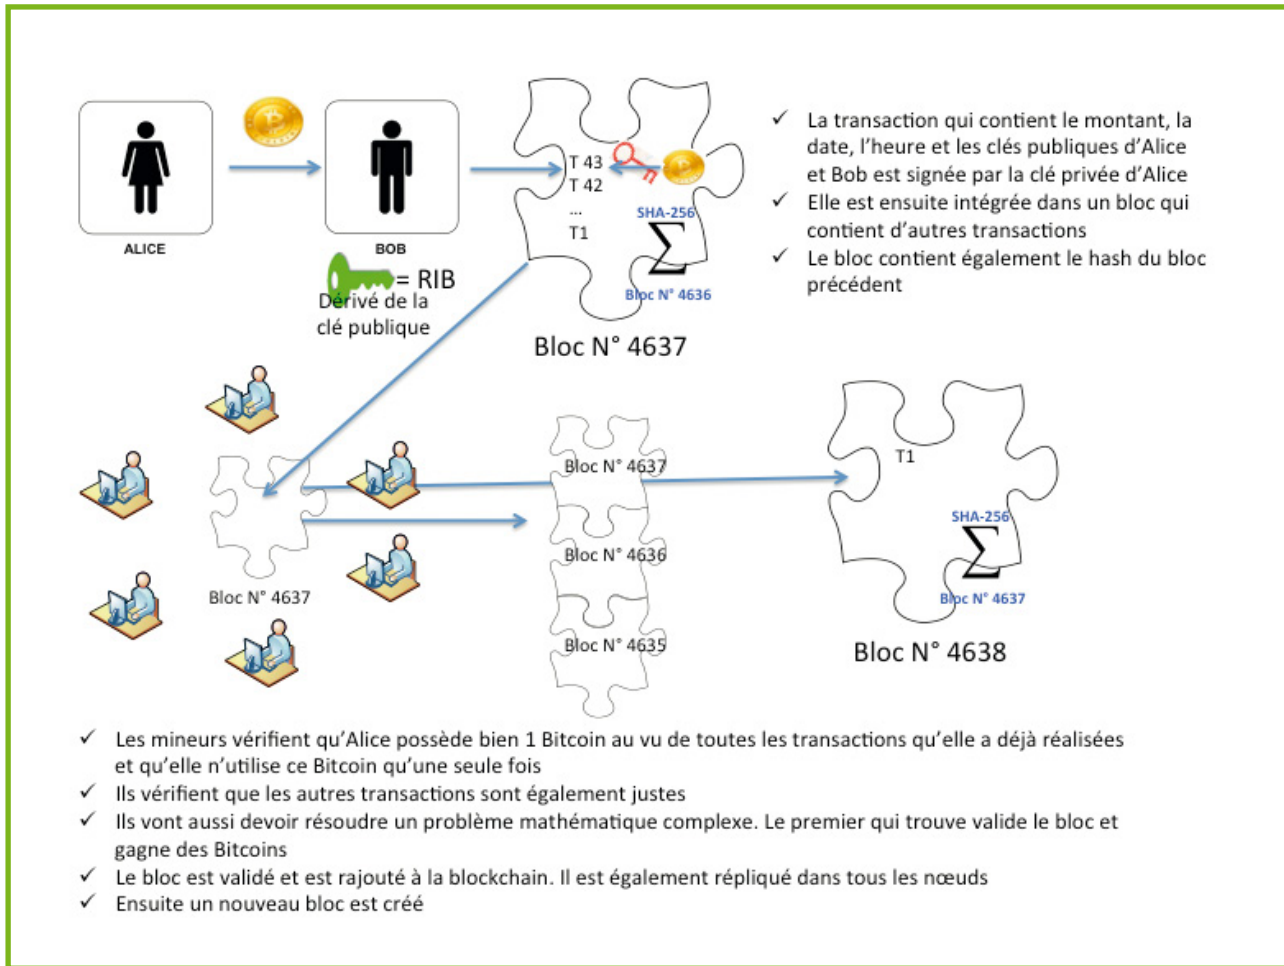 ALICE
BOB
= RIB
Dérivé de la
clé publique
T 43
T 42
...
T1
SHA-256
Σ
Bloc N° 4636
Bloc N° 4637
✓ La transaction qui contient le montant, la
date, l’heure et les clés publiques d’Alice
et Bob est signée par la clé privée d’Alice
✓ Elle est ensuite intégrée dans un bloc qui
contient d’autres transactions
✓ Le bloc contient également le hash du bloc
précédent
Bloc N° 4637
Bloc N° 4637
Bloc N° 4636
Bloc N° 4635
T1
SHA-256
Σ
Bloc N° 4637
Bloc N° 4638
✓ Les mineurs vérifient qu’Alice possède bien 1 Bitcoin au vu de toutes les transactions qu’elle a déjà réalisées
et qu’elle n’utilise ce Bitcoin qu’une seule fois
✓ Ils vérifient que les autres transactions sont également justes
✓ Ils vont aussi devoir résoudre un problème mathématique complexe. Le premier qui trouve valide le bloc et
gagne des Bitcoins
✓ Le bloc est validé et est rajouté à la blockchain. Il est également répliqué dans tous les nœuds
✓ Ensuite un nouveau bloc est créé